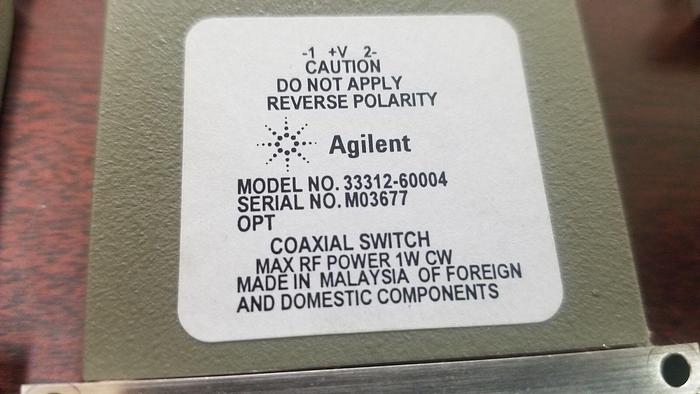 -1 +V 2-
CAUTION
DO NOT APPLY
REVERSE POLARITY
Agilent
MODEL NO. 33312-60004
SERIAL NO. M03677
OPT
COAXIAL SWITCH
MAX RF POWER 1W CW
MADE IN MALAYSIA OF FOREIGN
AND DOMESTIC COMPONENTS